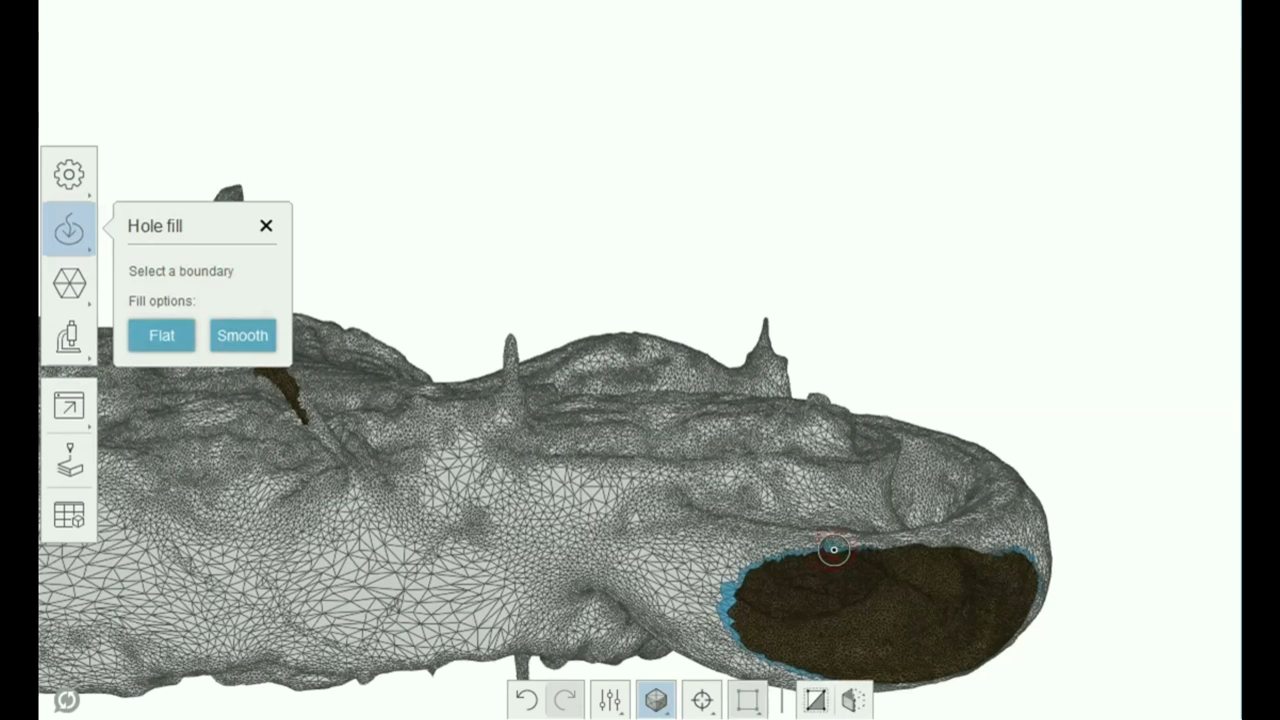 Hole fill
Select a boundary
Fill options:
Flat
Smooth